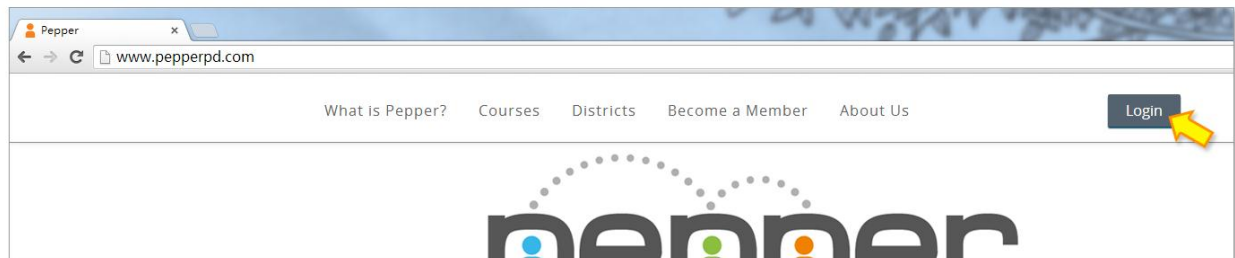 Pepper
www.pepperpd.com
What is Pepper? Courses Districts Become a Member About Us Login
pepper